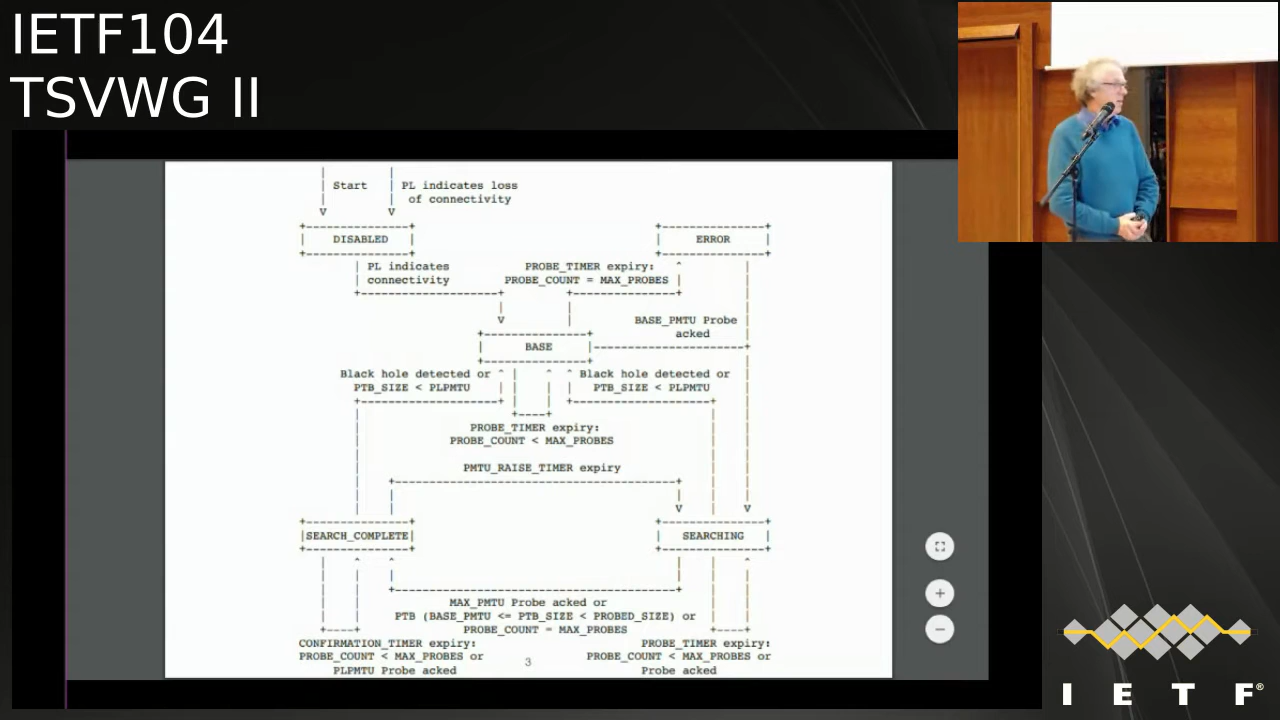 IETF104
TSVWG II
Start
PL indicates loss
of connectivity
DISABLED
ERROR
PL indicates
connectivity
PROBE_TIMER expiry:
PROBE_COUNT = MAX_PROBES
BASE_PMTU Probe
acked
BASE
Black hole detected or
PTB_SIZE < PLPMTU
Black hole detected or
PTB_SIZE < PLPMTU
PROBE_TIMER expiry:
PROBE_COUNT < MAX_PROBES
PMTU_RAISE_TIMER expiry
SEARCH_COMPLETE
SEARCHING
MAX_PMTU Probe acked or
PTB (BASE_PMTU <= PTB_SIZE < PROBED_SIZE) or
PROBE_COUNT = MAX_PROBES
CONFIRMATION_TIMER expiry:
PROBE_COUNT < MAX_PROBES or
PLPMTU Probe acked
PROBE_TIMER expiry:
PROBE_COUNT < MAX_PROBES or
Probe acked
3
I E T F®